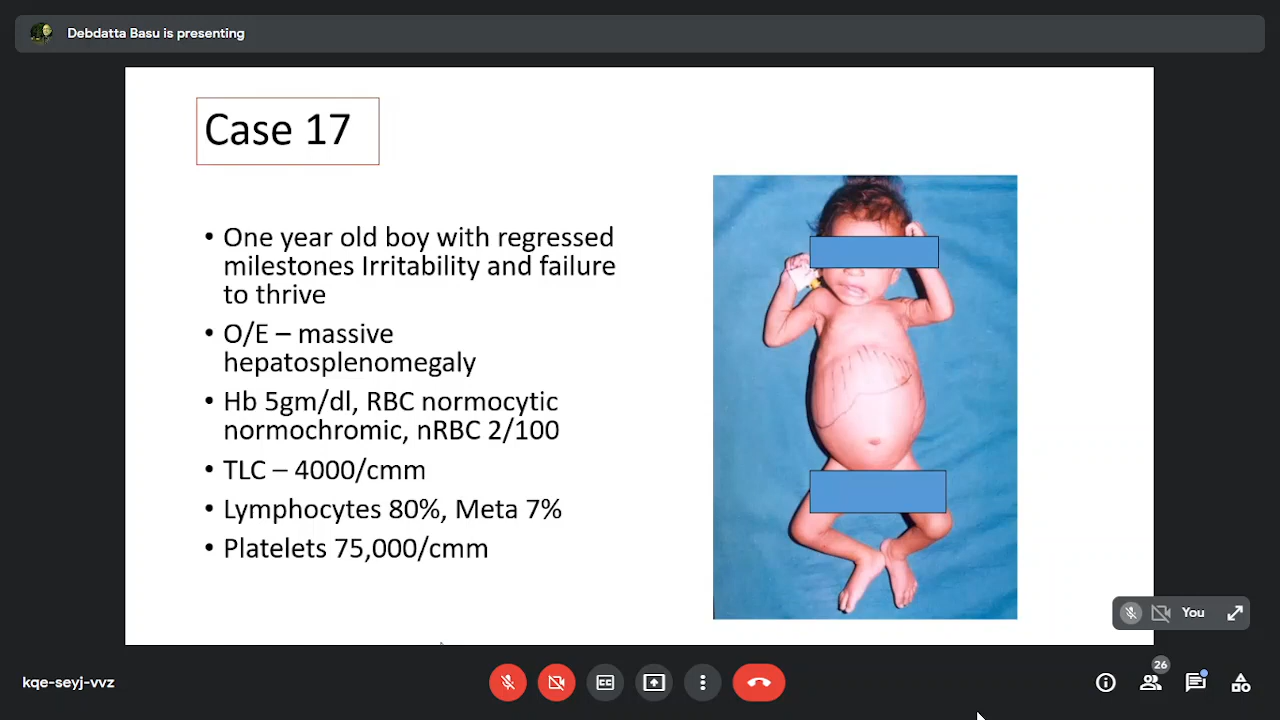 Debdatta Basu is presenting
Case 17
• One year old boy with regressed
milestones Irritability and failure
to thrive
• O/E – massive
hepatosplenomegaly
• Hb 5gm/dl, RBC normocytic
normochromic, nRBC 2/100
• TLC – 4000/cmm
• Lymphocytes 80%, Meta 7%
• Platelets 75,000/cmm
You
kqe-seyj-vvz
CC
26